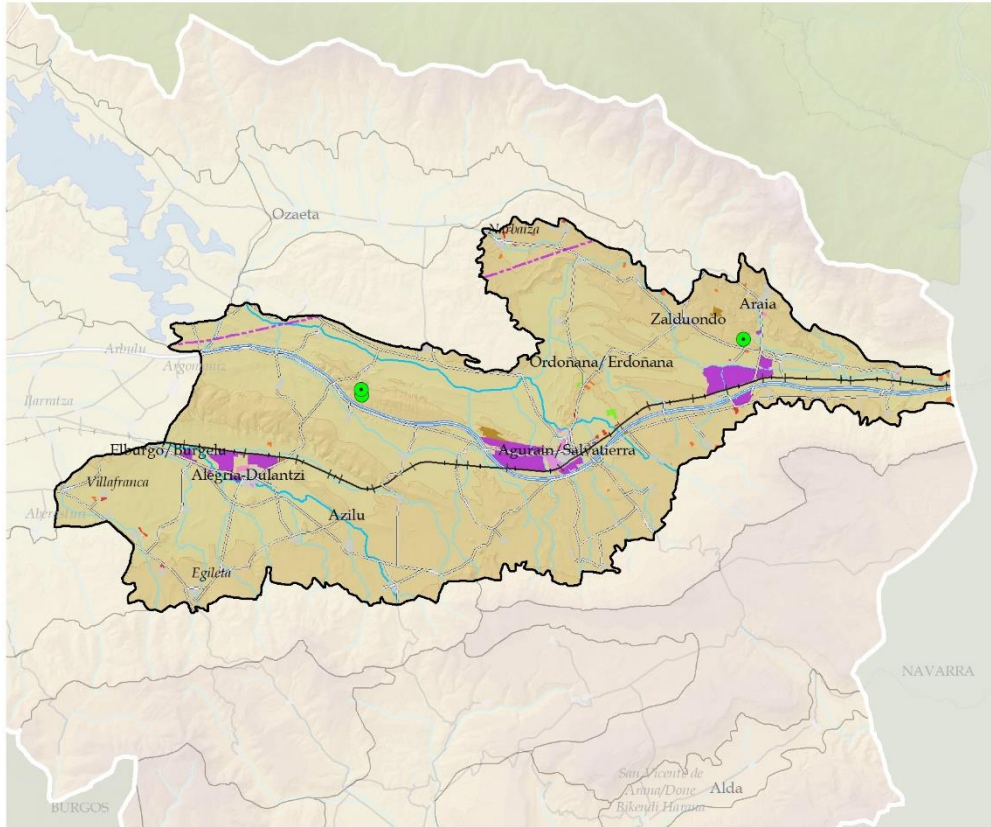 Ozaeta
Narbaiza
Araia
Zalduondo
Arbulu
Argomaniz
Ordoñana/Erdoñana
Ilarratza
Elburgo/Burgelu
Agurain/Salvatierra
Alegría-Dulantzi
Villafranca
Azilu
Egileta
NAVARRA
San Vicente de
Arana/Done
Bikendi Harana
Alda
BURGOS